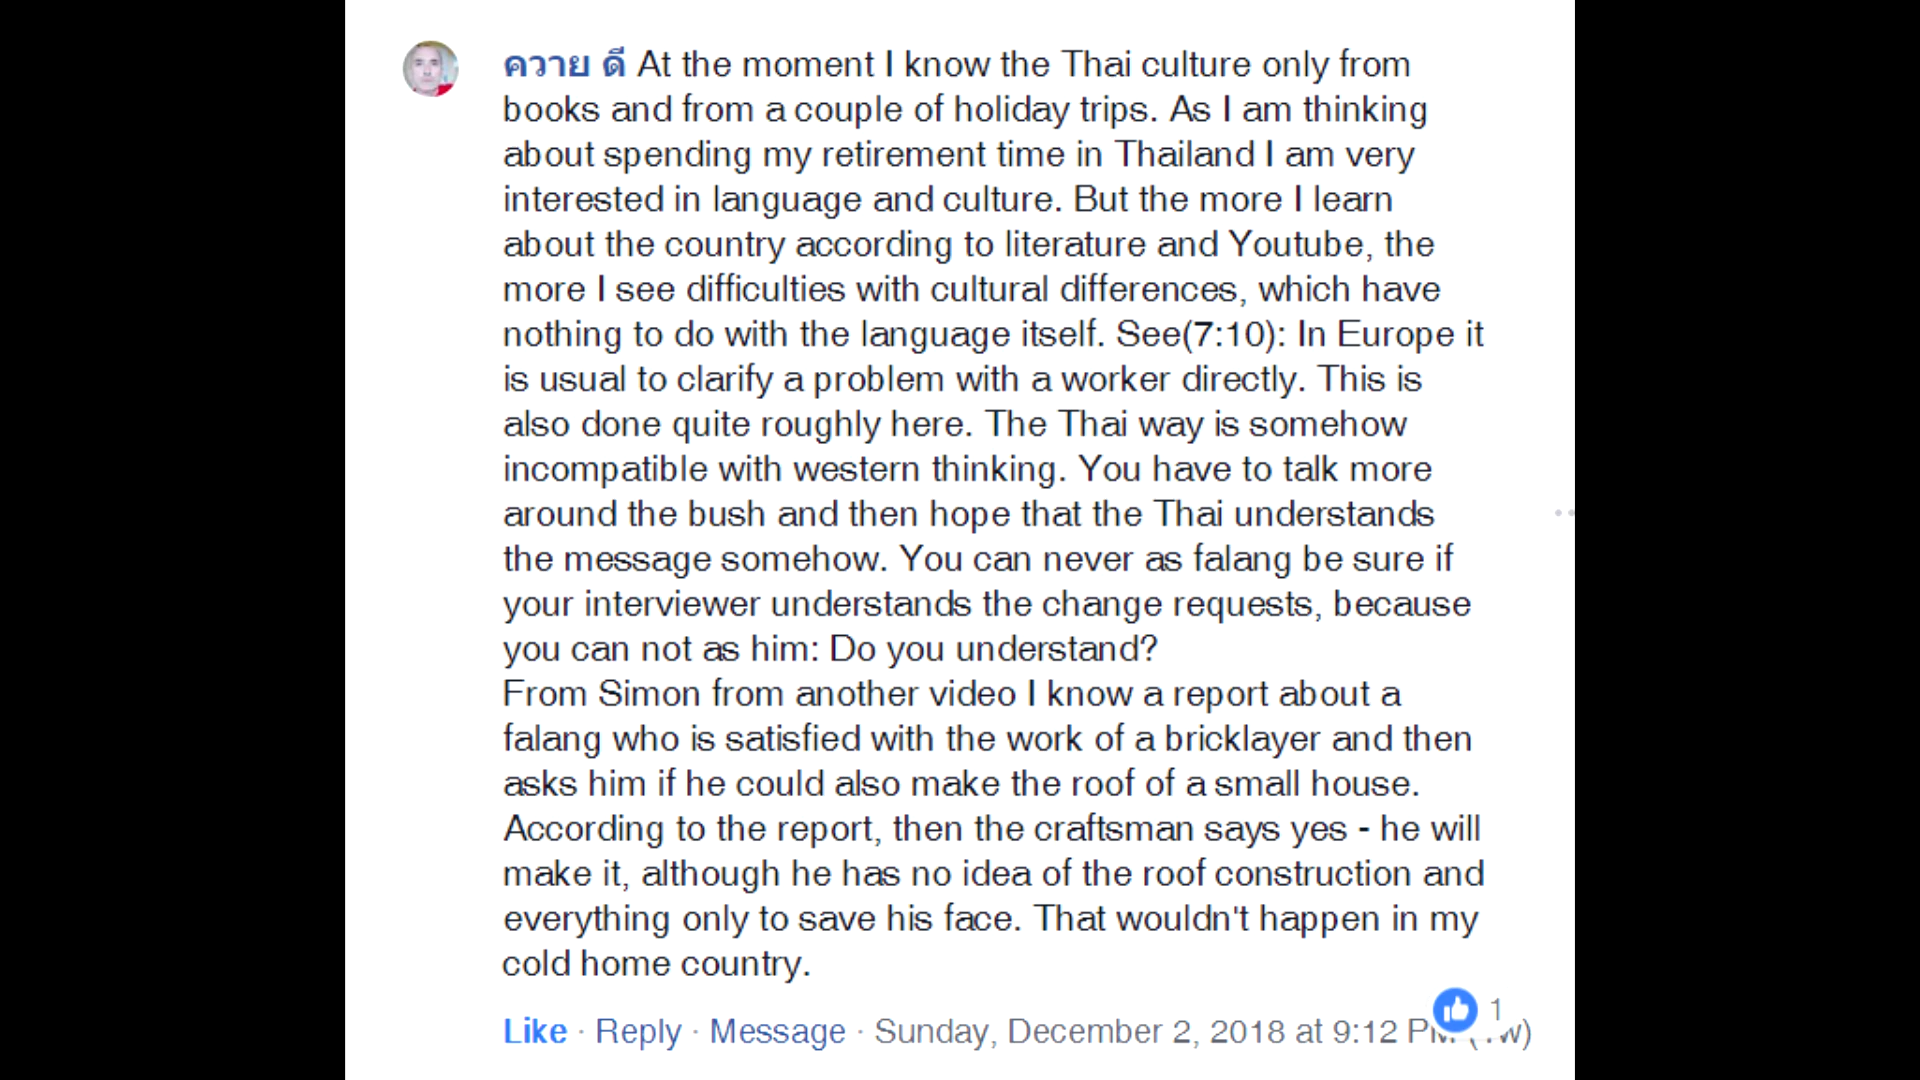 ควาย ดี At the moment I know the Thai culture only from
books and from a couple of holiday trips. As I am thinking
about spending my retirement time in Thailand I am very
interested in language and culture. But the more I learn
about the country according to literature and Youtube, the
more I see difficulties with cultural differences, which have
nothing to do with the language itself. See(7:10): In Europe it
is usual to clarify a problem with a worker directly. This is
also done quite roughly here. The Thai way is somehow
incompatible with western thinking. You have to talk more
around the bush and then hope that the Thai understands
the message somehow. You can never as falang be sure if
your interviewer understands the change requests, because
you can not as him: Do you understand?
From Simon from another video I know a report about a
falang who is satisfied with the work of a bricklayer and then
asks him if he could also make the roof of a small house.
According to the report, then the craftsman says yes - he will
make it, although he has no idea of the roof construction and
everything only to save his face. That wouldn't happen in my
cold home country.
1
Like · Reply · Message · Sunday, December 2, 2018 at 9:12